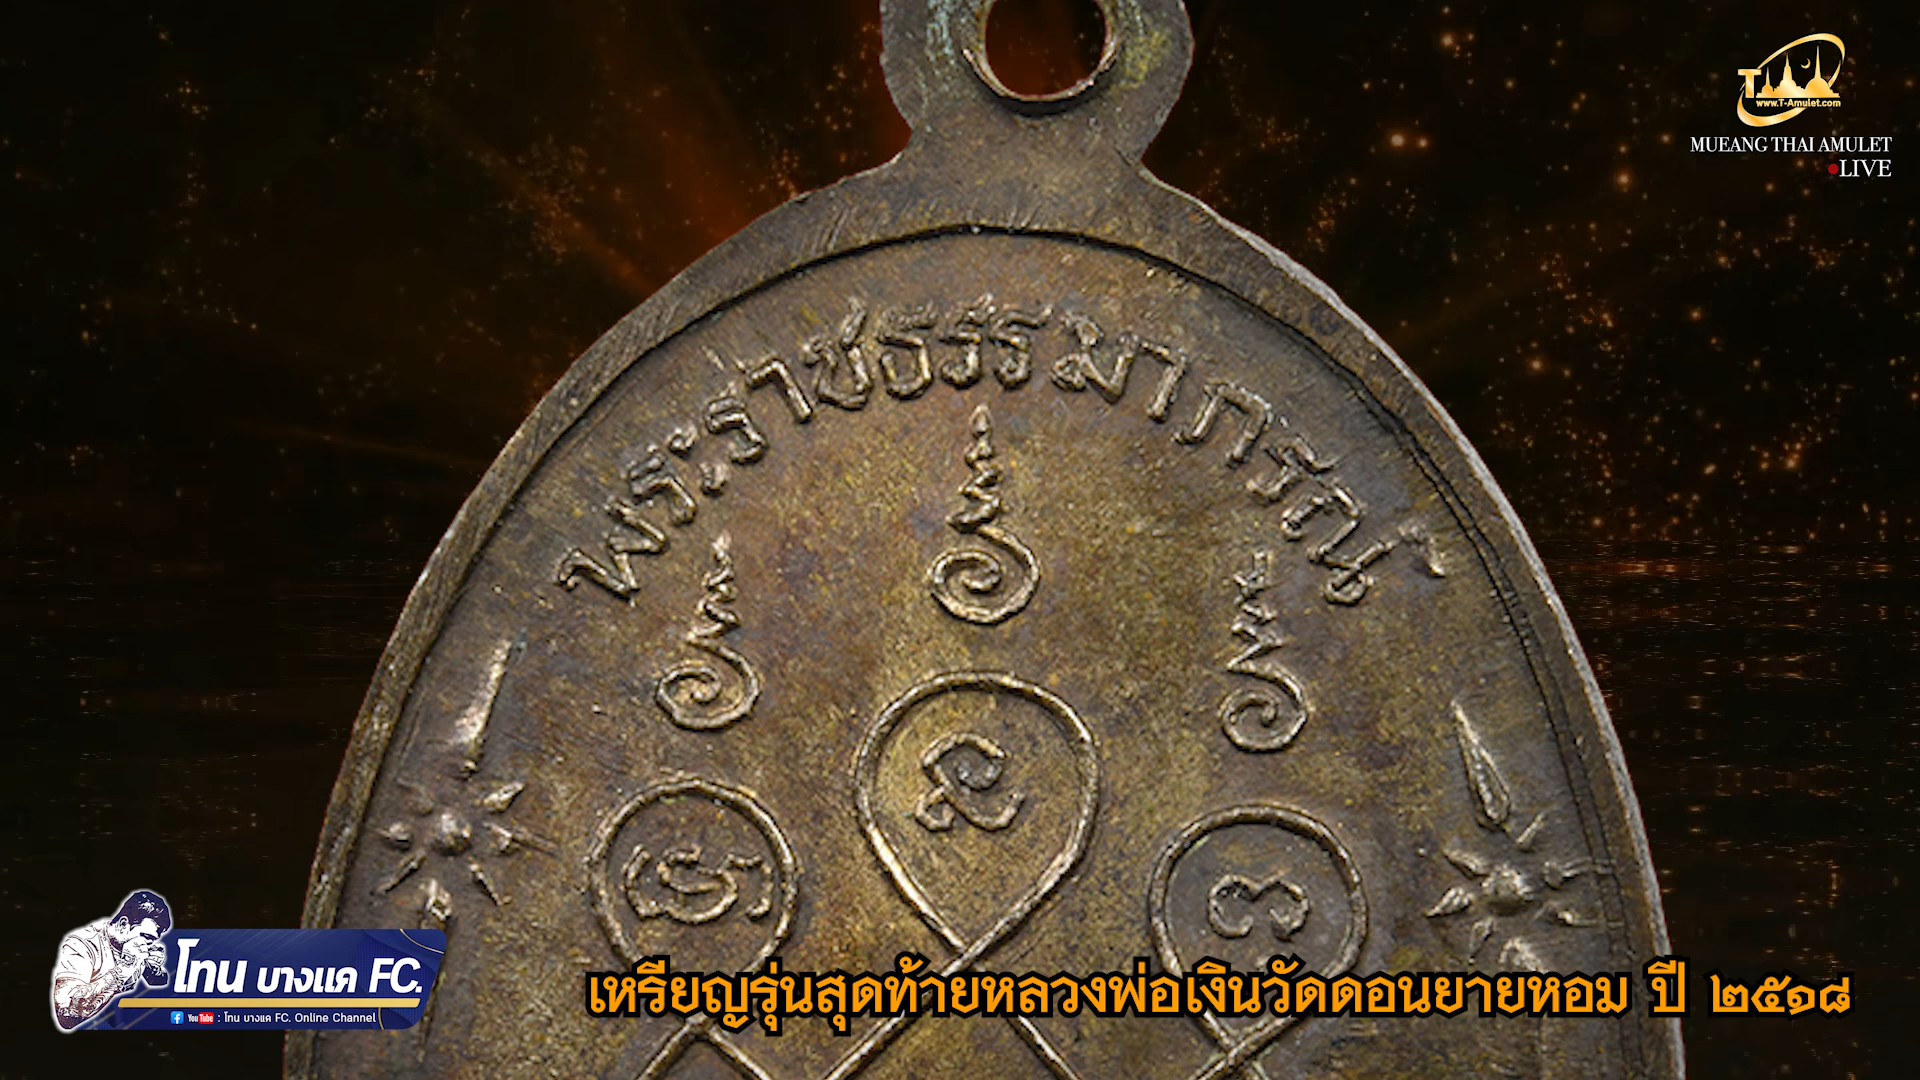 TAA
www.T-Amulet.com
MUEANG THAI AMULET
LIVE
พระราชธรรมาภรณ์
โทน บางแค FC.
YouTube : โทน บางแค FC. Online Channel
เหรียญรุ่นสุดท้ายหลวงพ่อเงินวัดดอนยายหอม ปี ๒๕๑๘